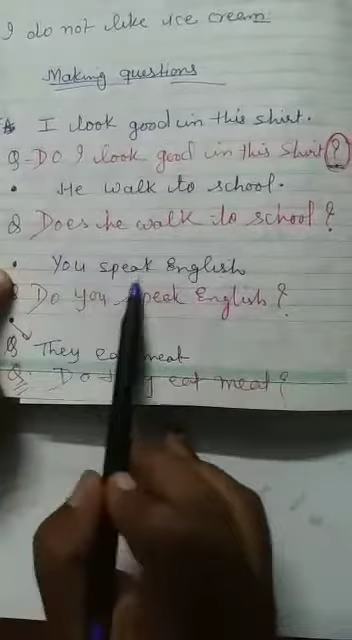 I do not like ice cream
Making questions
I look good in this shirt.
Q - Do I look good in this shirt?
• He walk to school.
Q Does he walk to school?
• You speak English
Do you speak English?
Q They eat meat
Q. Do they eat meat?